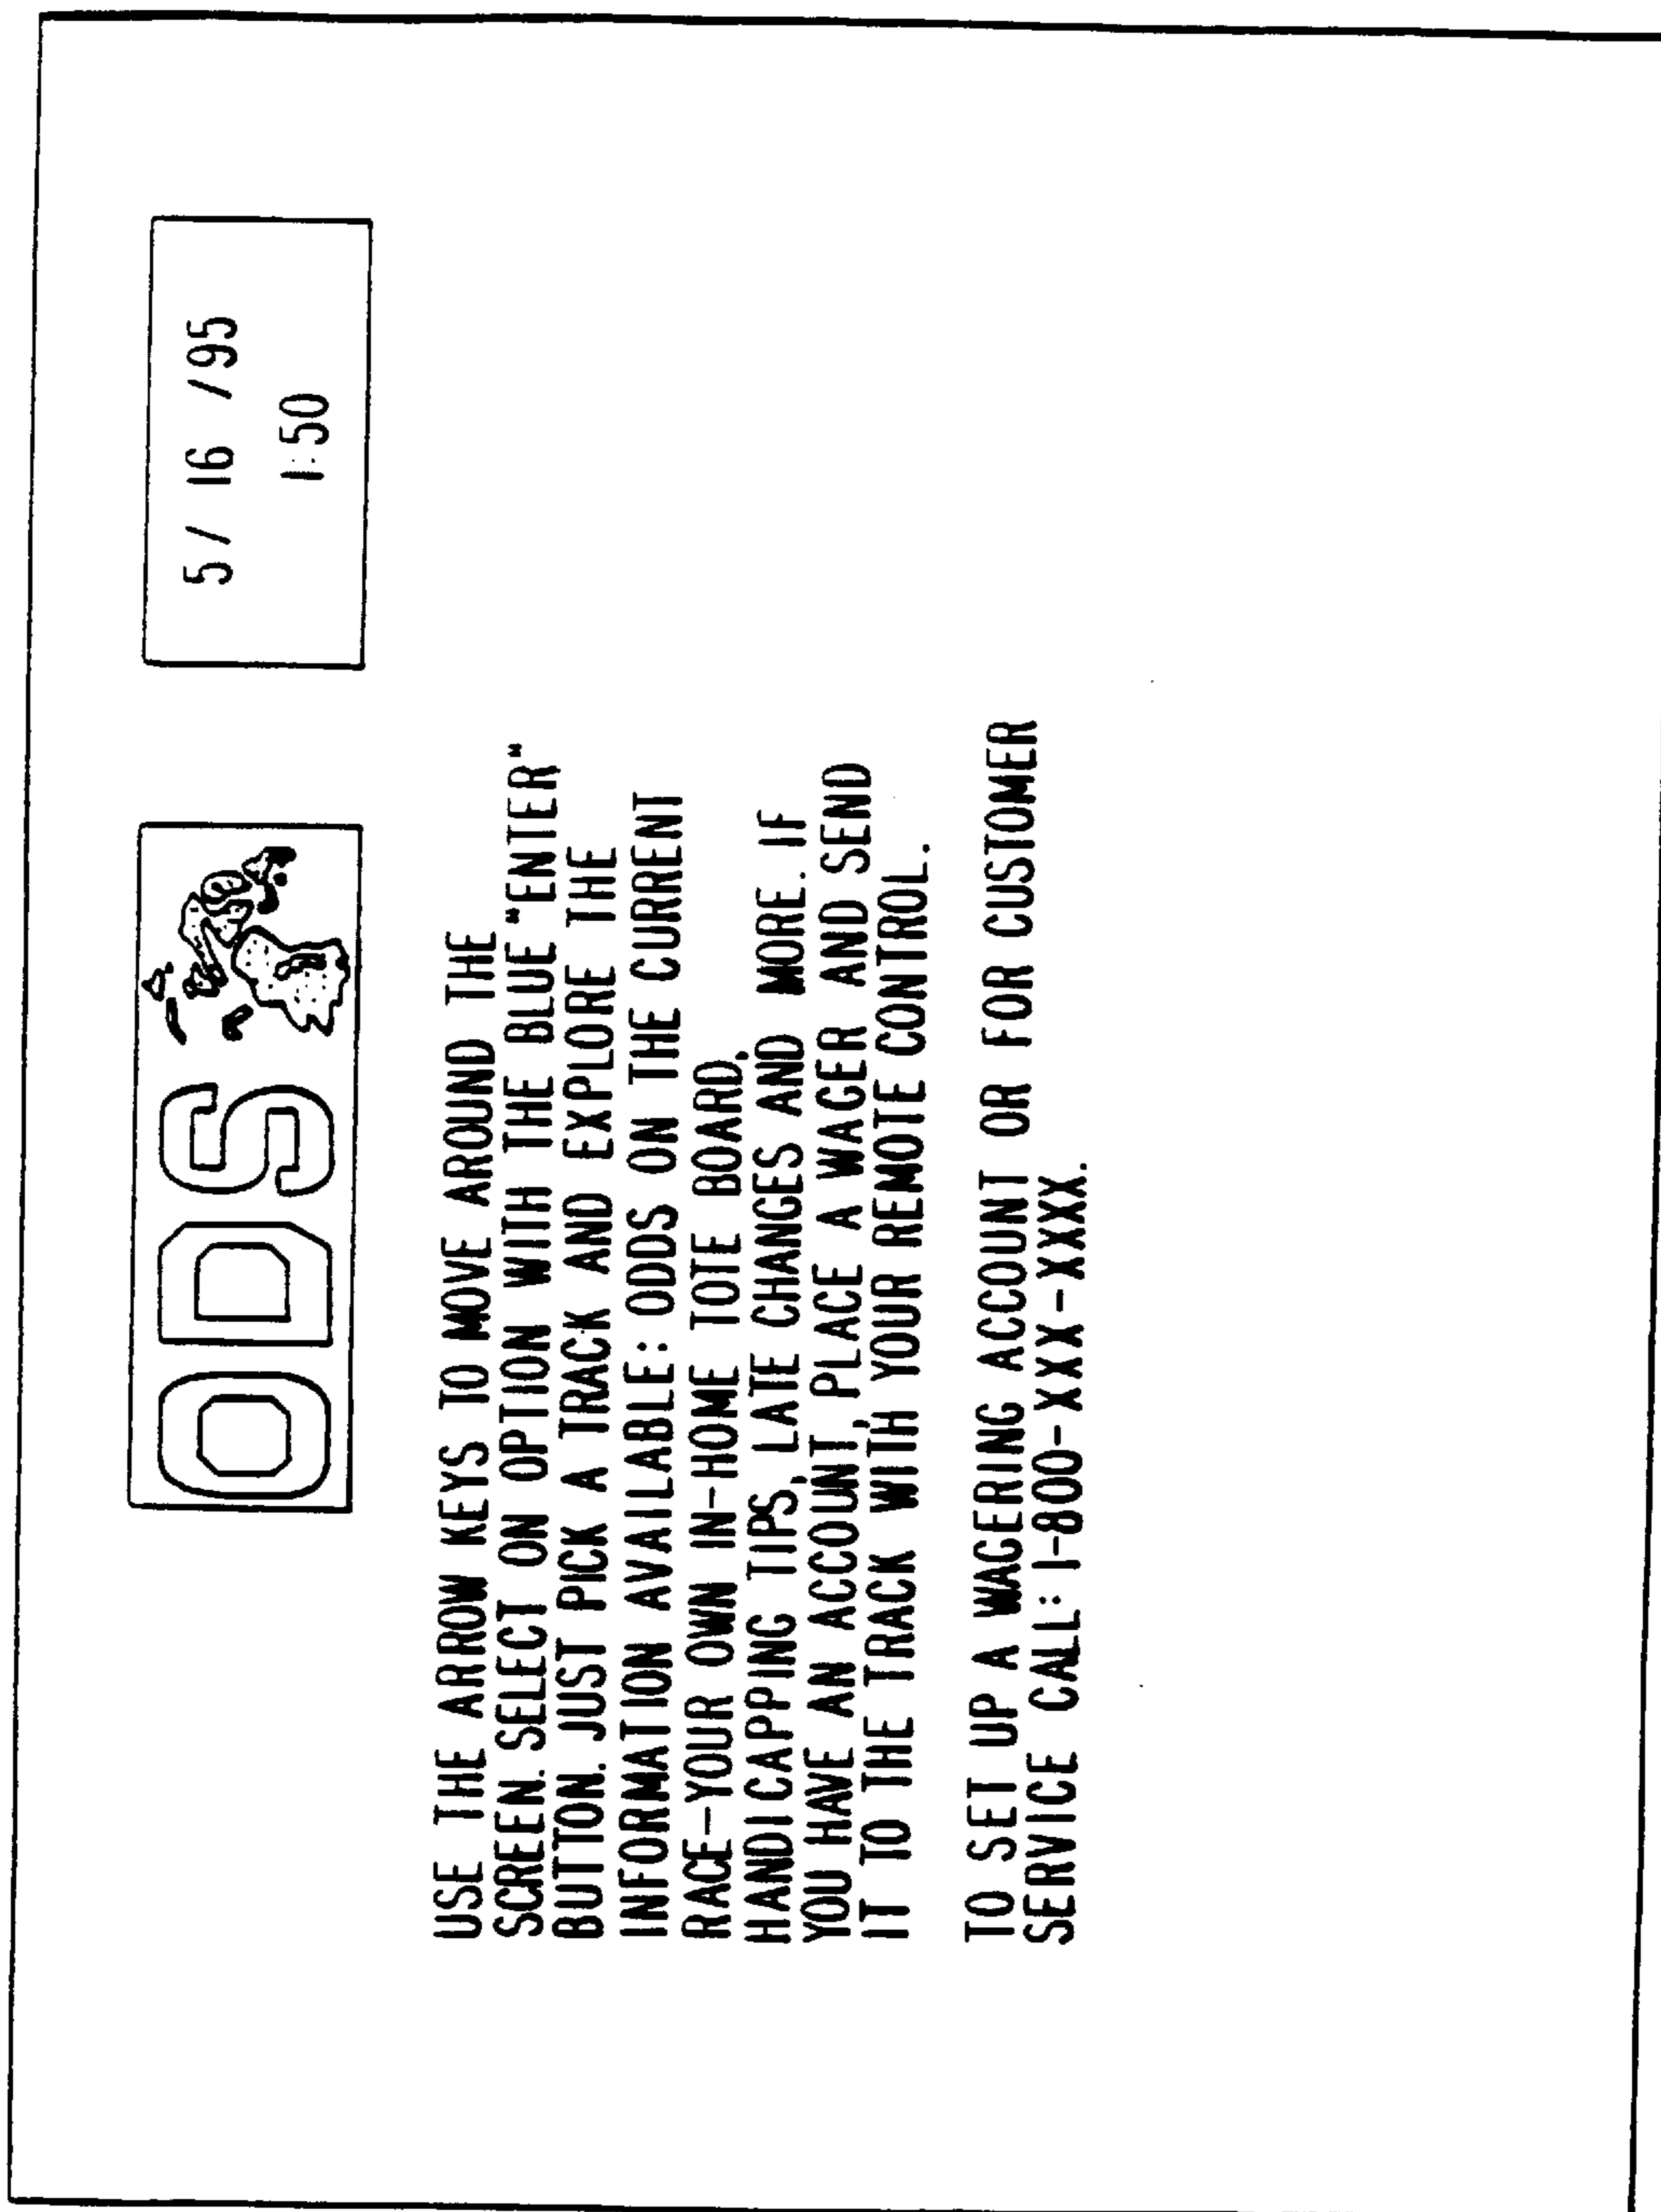 ODS
5/ 16 /95
1:50
USE THE ARROW KEYS TO MOVE AROUND THE
SCREEN. SELECT ON OPTION WITH THE BLUE "ENTER"
BUTTON. JUST PICK A TRACK AND EXPLORE THE
INFORMATION AVAILABLE: ODDS ON THE CURRENT
RACE-YOUR OWN IN-HOME TOTE BOARD,
HANDICAPPING TIPS, LATE CHANGES AND MORE. IF
YOU HAVE AN ACCOUNT, PLACE A WAGER AND SEND
IT TO THE TRACK WITH YOUR REMOTE CONTROL.
TO SET UP A WAGERING ACCOUNT OR FOR CUSTOMER
SERVICE CALL: 1-800-XXX-XXXX.